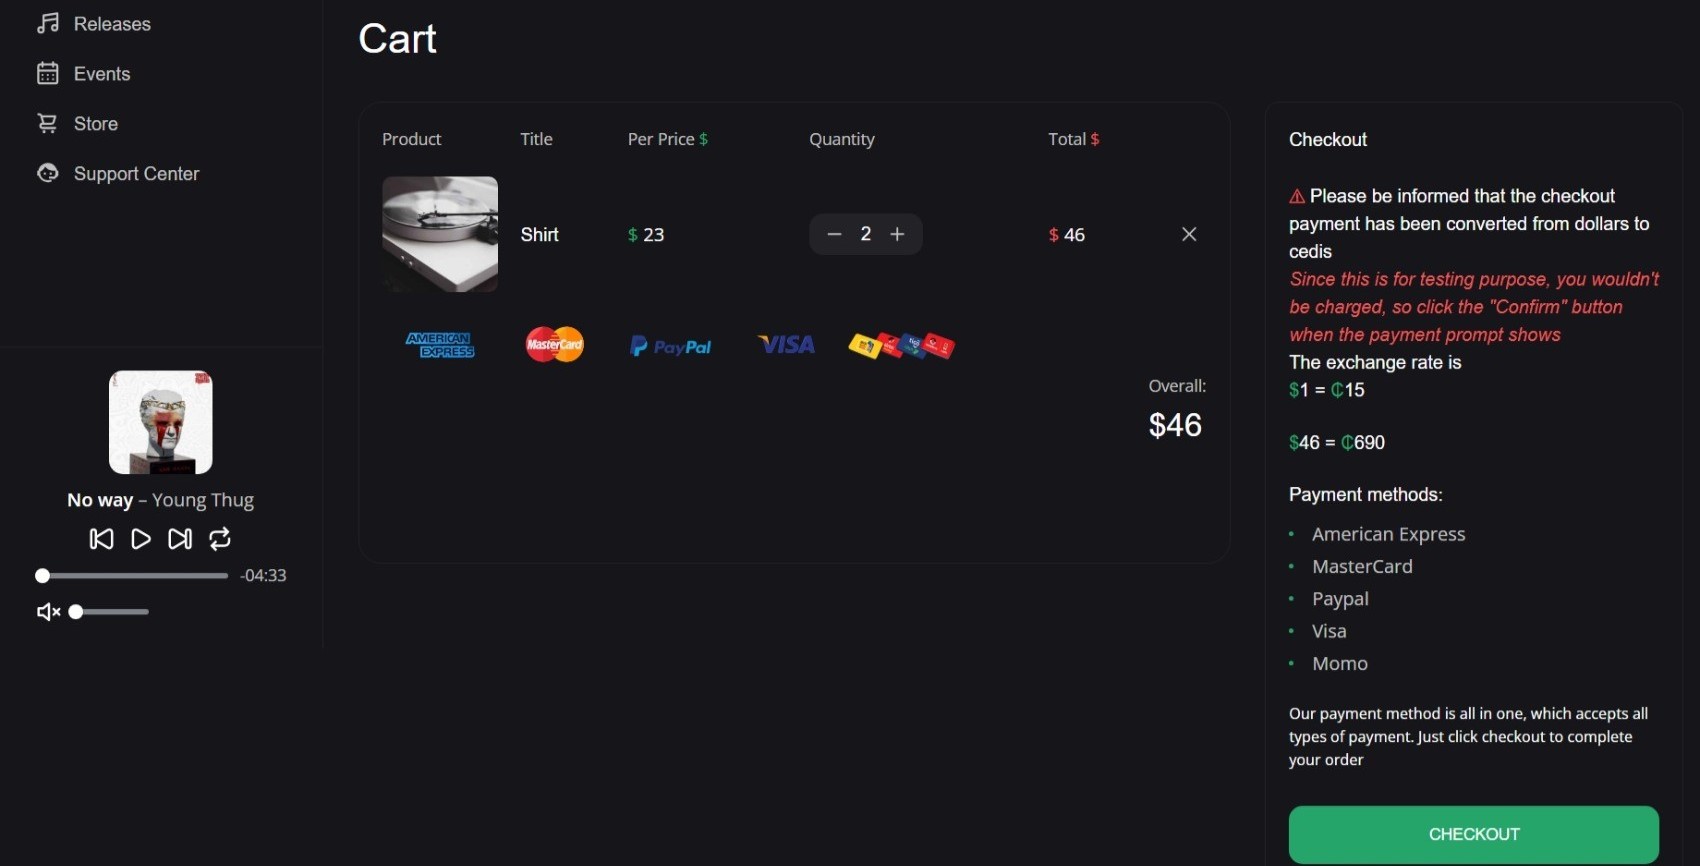 Releases
Events
Store
Support Center
No way – Young Thug
-04:33
Cart
Product Title Per Price $ Quantity Total $
Shirt $ 23 2 $ 46
AMERICAN
EXPRESS
MasterCard
PayPal
VISA
Overall:
$46
Checkout
Please be informed that the checkout
payment has been converted from dollars to
cedis
Since this is for testing purpose, you wouldn't
be charged, so click the "Confirm" button
when the payment prompt shows
The exchange rate is
$1 = ₵15
$46 = ₵690
Payment methods:
• American Express
• MasterCard
• Paypal
• Visa
• Momo
Our payment method is all in one, which accepts all
types of payment. Just click checkout to complete
your order
CHECKOUT